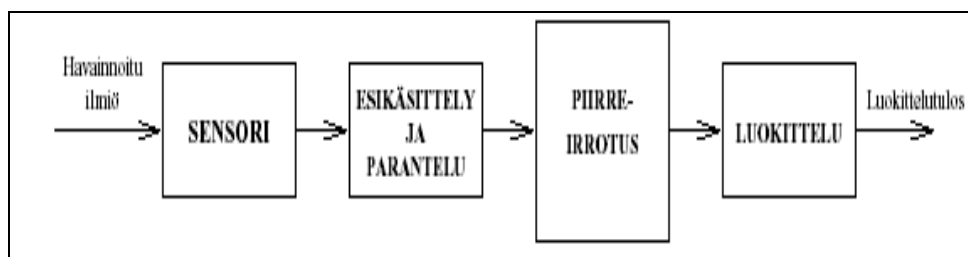 Havainnoitu
ilmiö
SENSORI
ESIKÄSITTELY
JA
PARANTELU
PIIRRE-
IRROTUS
LUOKITTELU
Luokittelutulos